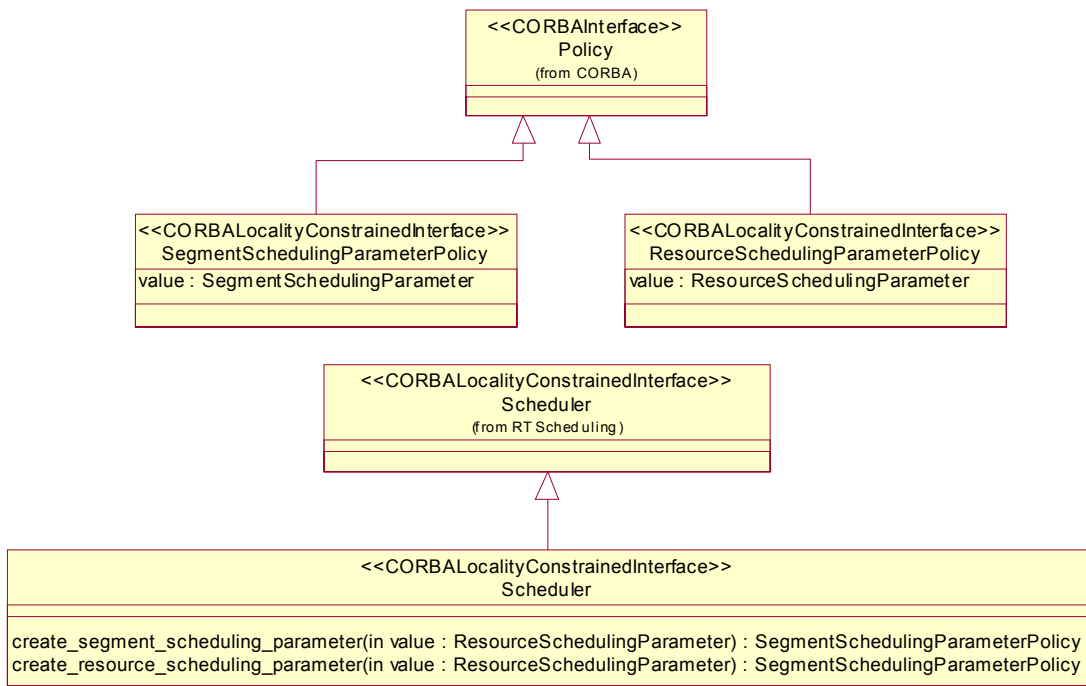 <<CORBAInterface>>
Policy
(from CORBA)
<<CORBALocalityConstrainedInterface>>
SegmentSchedulingParameterPolicy
value : SegmentSchedulingParameter
<<CORBALocalityConstrainedInterface>>
ResourceSchedulingParameterPolicy
value : ResourceSchedulingParameter
<<CORBALocalityConstrainedInterface>>
Scheduler
(from RTScheduling)
<<CORBALocalityConstrainedInterface>>
Scheduler
create_segment_scheduling_parameter(in value : ResourceSchedulingParameter) : SegmentSchedulingParameterPolicy
create_resource_scheduling_parameter(in value : ResourceSchedulingParameter) : SegmentSchedulingParameterPolicy